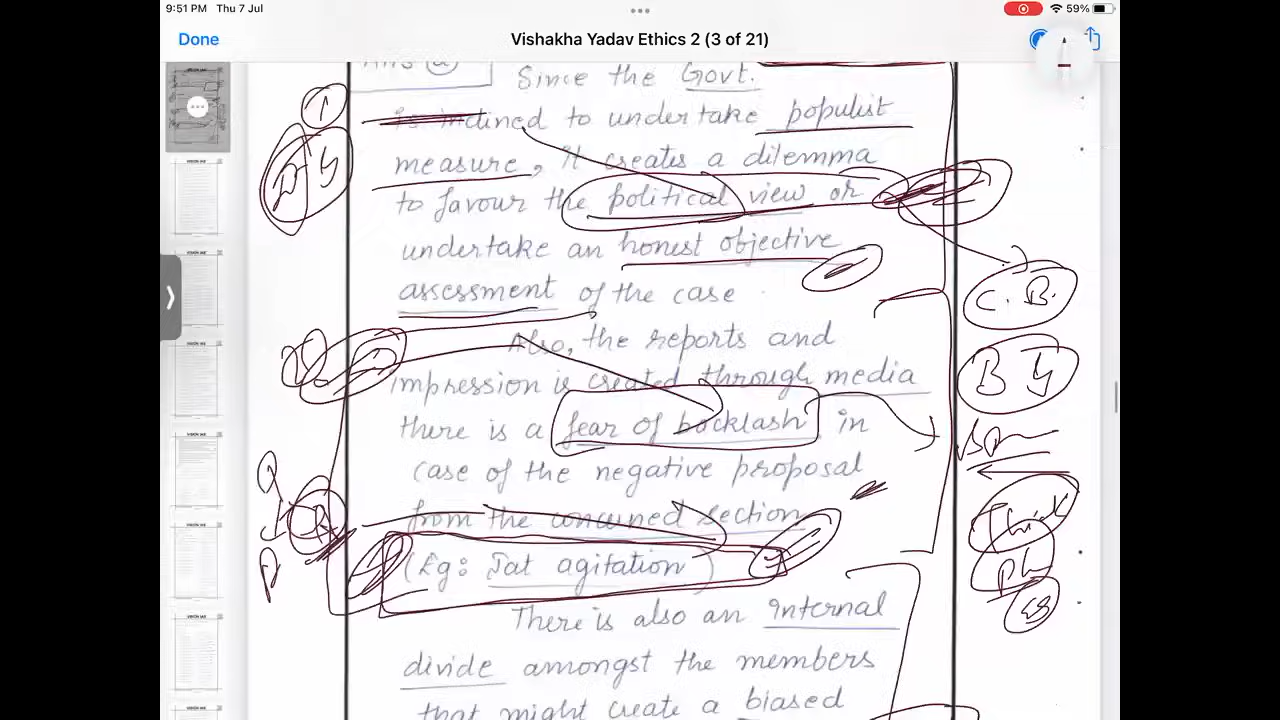 9:51 PM Thu 7 Jul
59%
Done
Vishakha Yadav Ethics 2 (3 of 21)
Ans (a)
Since the Govt.
is inclined to undertake populist
measure, it creates a dilemma
to favour the political view or
undertake an honest objective
assessment of the case
C.B.
Also, the reports and
impression is created through media
B
there is a fear of backlash in
case of the negative proposal
from the concerned section
(Eg: Jat agitation)
There is also an internal
divide amongst the members
that might create a biased